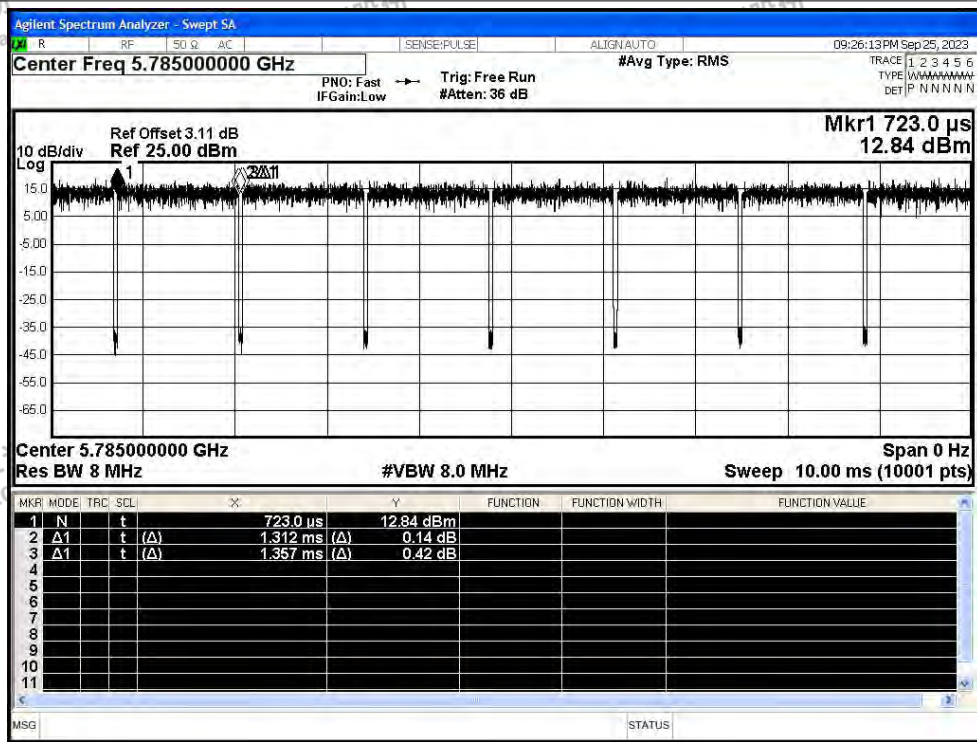 Agilent Spectrum Analyzer - Swept SA
LXI R RF 50 Ω AC SENSE:PULSE ALIGN AUTO 09:26:13 PM Sep 25, 2023
Center Freq 5.785000000 GHz
PNO: Fast
IFGain:Low
Trig: Free Run
#Atten: 36 dB
#Avg Type: RMS
TRACE 1 2 3 4 5 6
TYPE WWWWWW
DET P N N N N N
Mkr1 723.0 µs
12.84 dBm
Ref Offset 3.11 dB
10 dB/div Ref 25.00 dBm
Log
1
15.0
5.00
-5.00
-15.0
-25.0
-35.0
-45.0
-55.0
-65.0
Center 5.785000000 GHz Span 0 Hz
Res BW 8 MHz #VBW 8.0 MHz Sweep 10.00 ms (10001 pts)
MKR MODE TRC SCL X Y FUNCTION FUNCTION WIDTH FUNCTION VALUE
1 N t 723.0 µs 12.84 dBm
2 Δ1 t (Δ) 1.312 ms (Δ) 0.14 dB
3 Δ1 t (Δ) 1.357 ms (Δ) 0.42 dB
4
5
6
7
8
9
10
11
MSG STATUS